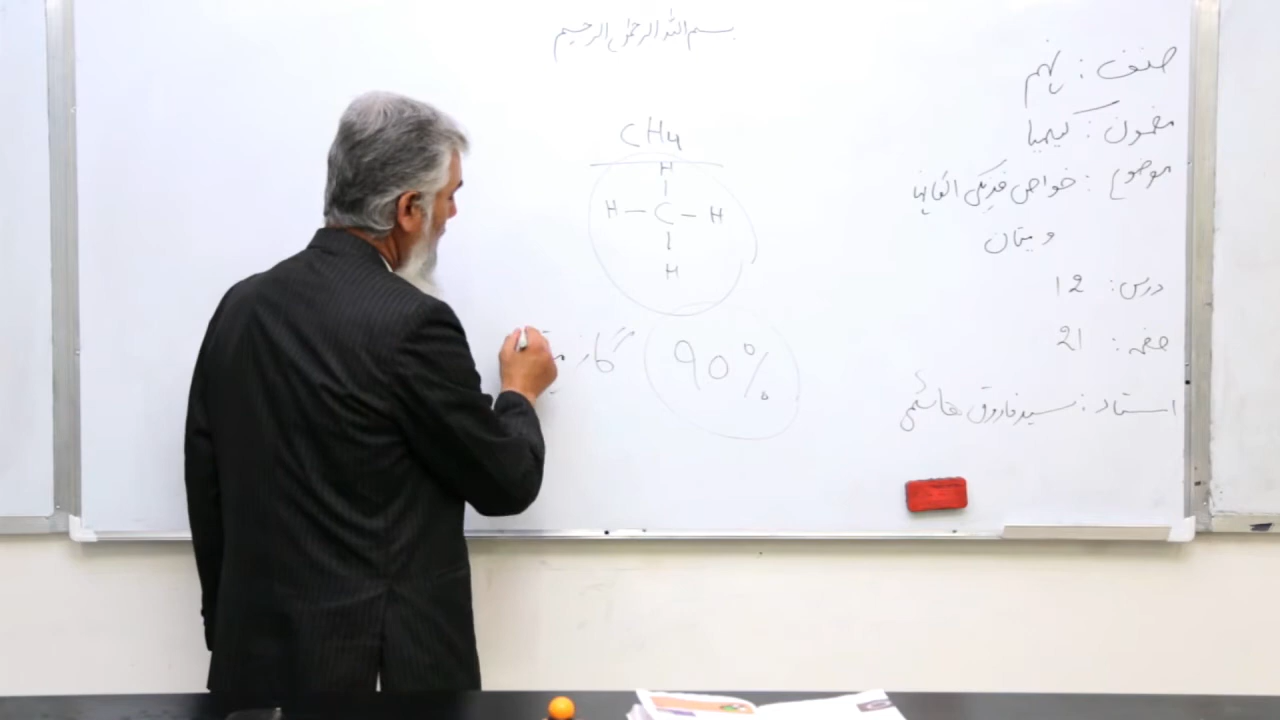 بسم الله الرحمن الرحیم
صنف: نهم
مضمون: کیمیا
موضوع: خواص فزیکی الکاینها
و میتان
درس: 12
صفحه: 21
استاد: سید فاروق هاشمی
CH4
H
H – C – H
H
90% گاز